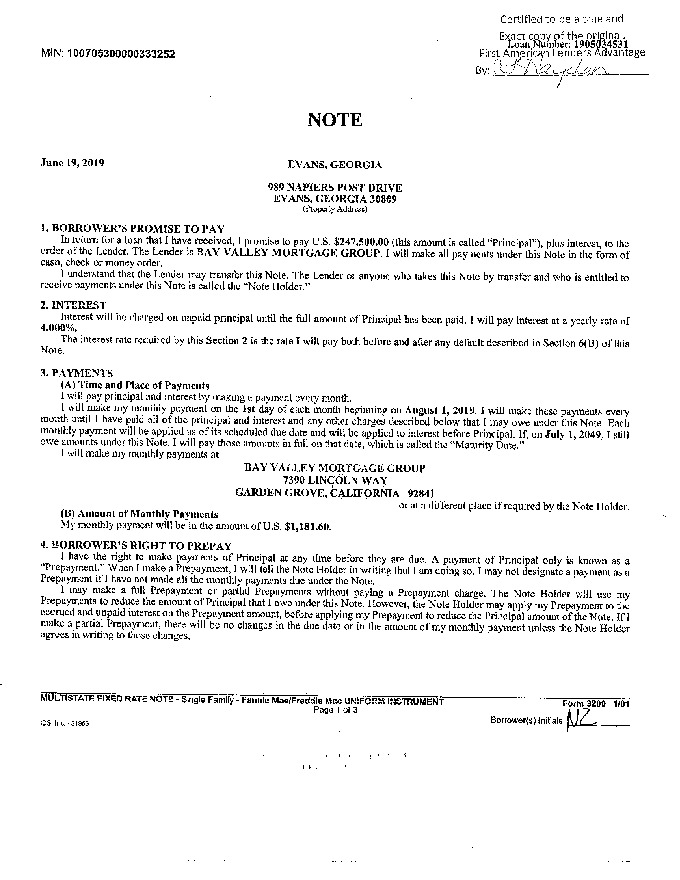 Certified to be a true and
Exact copy of the original.
Loan Number: 1905034531
First American Lenders Advantage
MIN: 100705300000333252
By:
NOTE
June 19, 2019
EVANS, GEORGIA
989 NAPIERS POST DRIVE
EVANS, GEORGIA 30809
(Property Address)
1. BORROWER'S PROMISE TO PAY
In return for a loan that I have received, I promise to pay U.S. $247,500.00 (this amount is called "Principal"), plus interest, to the
order of the Lender. The Lender is BAY VALLEY MORTGAGE GROUP. I will make all payments under this Note in the form of
cash, check or money order.
I understand that the Lender may transfer this Note. The Lender or anyone who takes this Note by transfer and who is entitled to
receive payments under this Note is called the "Note Holder."
2. INTEREST
Interest will be charged on unpaid principal until the full amount of Principal has been paid. I will pay interest at a yearly rate of
4.000%.
The interest rate required by this Section 2 is the rate I will pay both before and after any default described in Section 6(B) of this
Note.
3. PAYMENTS
(A) Time and Place of Payments
I will pay principal and interest by making a payment every month.
I will make my monthly payment on the 1st day of each month beginning on August 1, 2019. I will make these payments every
month until I have paid all of the principal and interest and any other charges described below that I may owe under this Note. Each
monthly payment will be applied as of its scheduled due date and will be applied to interest before Principal. If, on July 1, 2049, I still
owe amounts under this Note, I will pay those amounts in full on that date, which is called the "Maturity Date."
I will make my monthly payments at
BAY VALLEY MORTGAGE GROUP
7390 LINCOLN WAY
GARDEN GROVE, CALIFORNIA 92841
or at a different place if required by the Note Holder.
(B) Amount of Monthly Payments
My monthly payment will be in the amount of U.S. $1,181.60.
4. BORROWER'S RIGHT TO PREPAY
I have the right to make payments of Principal at any time before they are due. A payment of Principal only is known as a
"Prepayment." When I make a Prepayment, I will tell the Note Holder in writing that I am doing so. I may not designate a payment as a
Prepayment if I have not made all the monthly payments due under the Note.
I may make a full Prepayment or partial Prepayments without paying a Prepayment charge. The Note Holder will use my
Prepayments to reduce the amount of Principal that I owe under this Note. However, the Note Holder may apply my Prepayment to the
accrued and unpaid interest on the Prepayment amount, before applying my Prepayment to reduce the Principal amount of the Note. If I
make a partial Prepayment, there will be no changes in the due date or in the amount of my monthly payment unless the Note Holder
agrees in writing to those changes.
MULTISTATE FIXED RATE NOTE - Single Family - Fannie Mae/Freddie Mac UNIFORM INSTRUMENT
Form 3200 1/01
Page 1 of 3
Borrower(s) Initials NZ